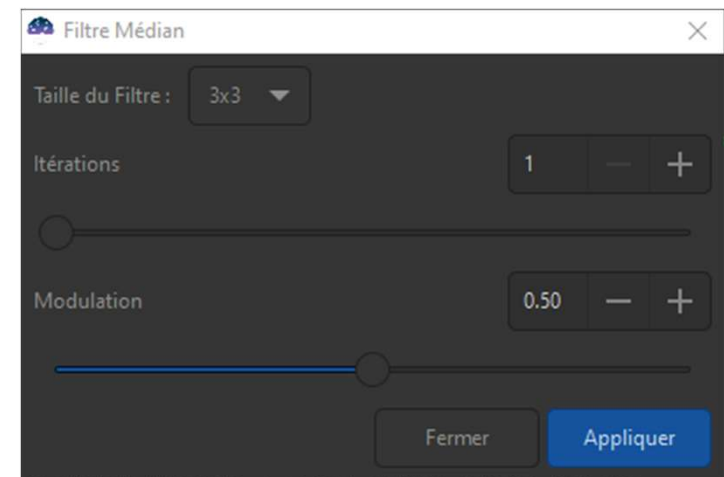 Filtre Médian
Taille du Filtre : 3x3
Itérations 1
Modulation 0.50
Fermer Appliquer